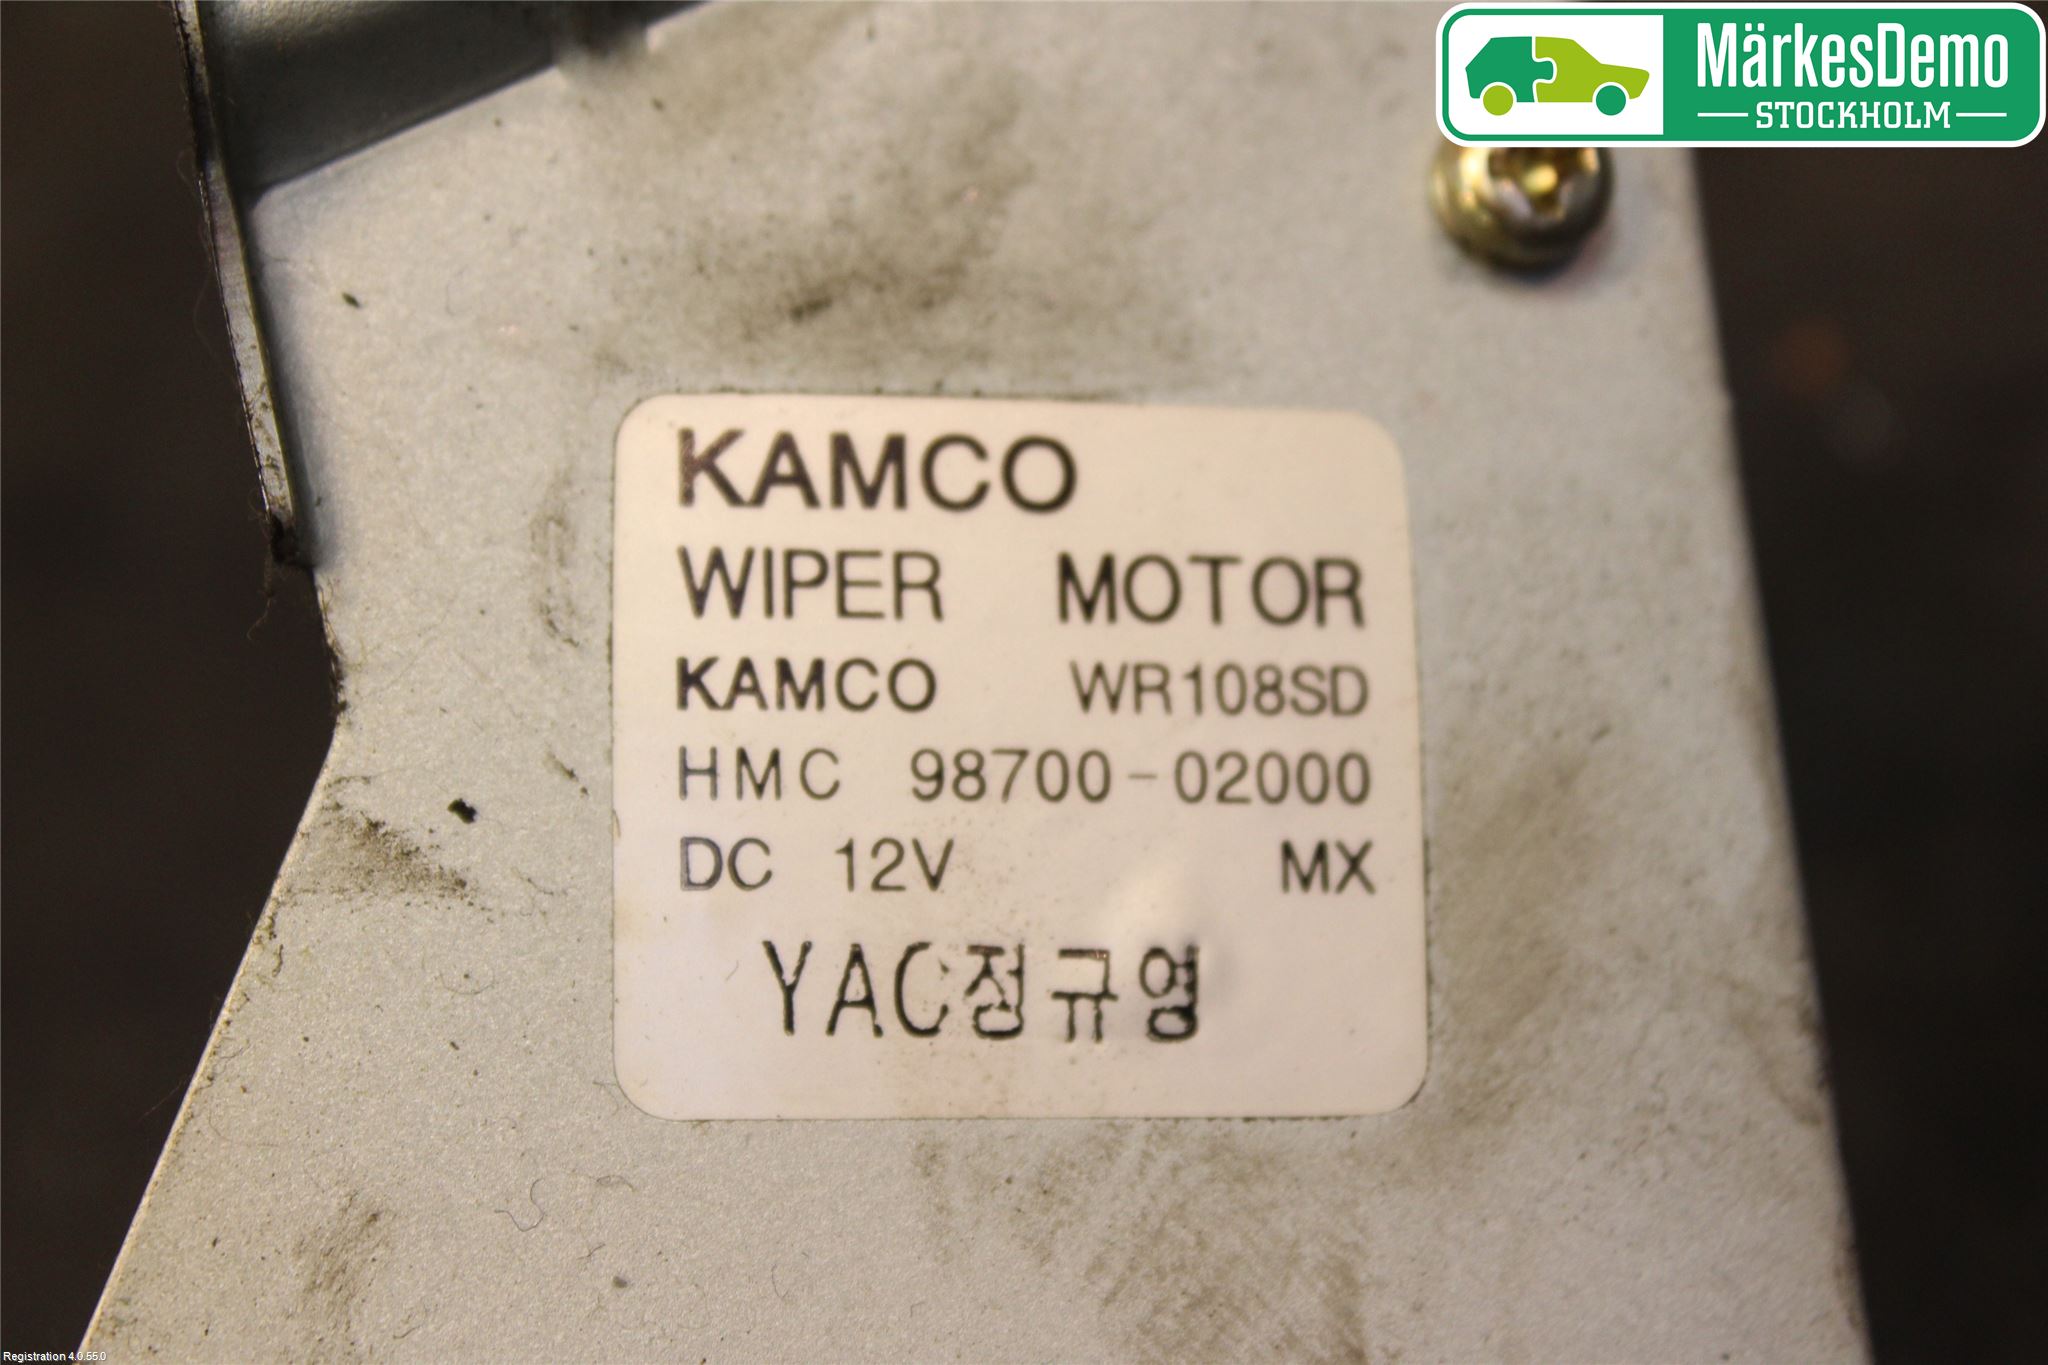 MärkesDemo
STOCKHOLM
KAMCO
WIPER MOTOR
KAMCO WR108SD
HMC 98700-02000
DC 12V MX
YAC정규영
Registration 4.0.55.0